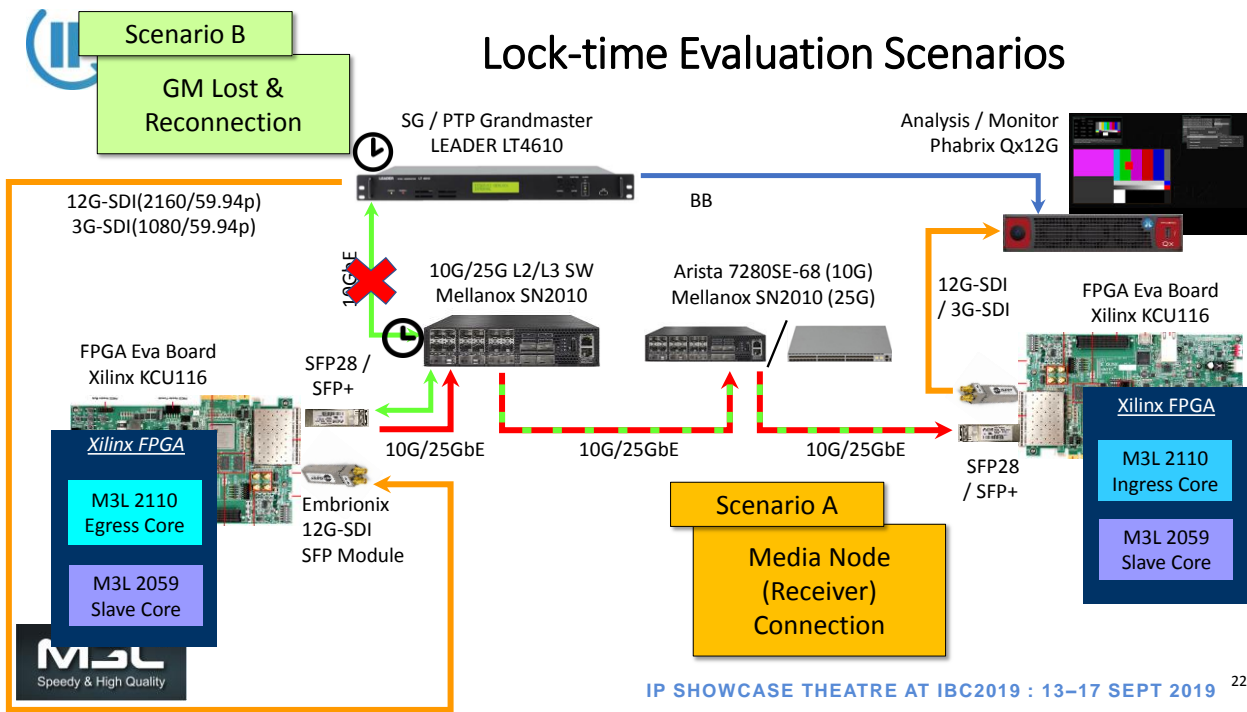 Scenario B
GM Lost &
Reconnection
Lock-time Evaluation Scenarios
SG / PTP Grandmaster
LEADER LT4610
Analysis / Monitor
Phabrix Qx12G
12G-SDI(2160/59.94p)
3G-SDI(1080/59.94p)
BB
10GbE
10G/25G L2/L3 SW
Mellanox SN2010
Arista 7280SE-68 (10G)
Mellanox SN2010 (25G)
12G-SDI
/ 3G-SDI
FPGA Eva Board
Xilinx KCU116
FPGA Eva Board
Xilinx KCU116
SFP28 /
SFP+
10G/25GbE
10G/25GbE
10G/25GbE
SFP28
/ SFP+
Xilinx FPGA
M3L 2110
Egress Core
M3L 2059
Slave Core
Embrionix
12G-SDI
SFP Module
Scenario A
Media Node
(Receiver)
Connection
Xilinx FPGA
M3L 2110
Ingress Core
M3L 2059
Slave Core
M3L
Speedy & High Quality
IP SHOWCASE THEATRE AT IBC2019 : 13–17 SEPT 2019
22